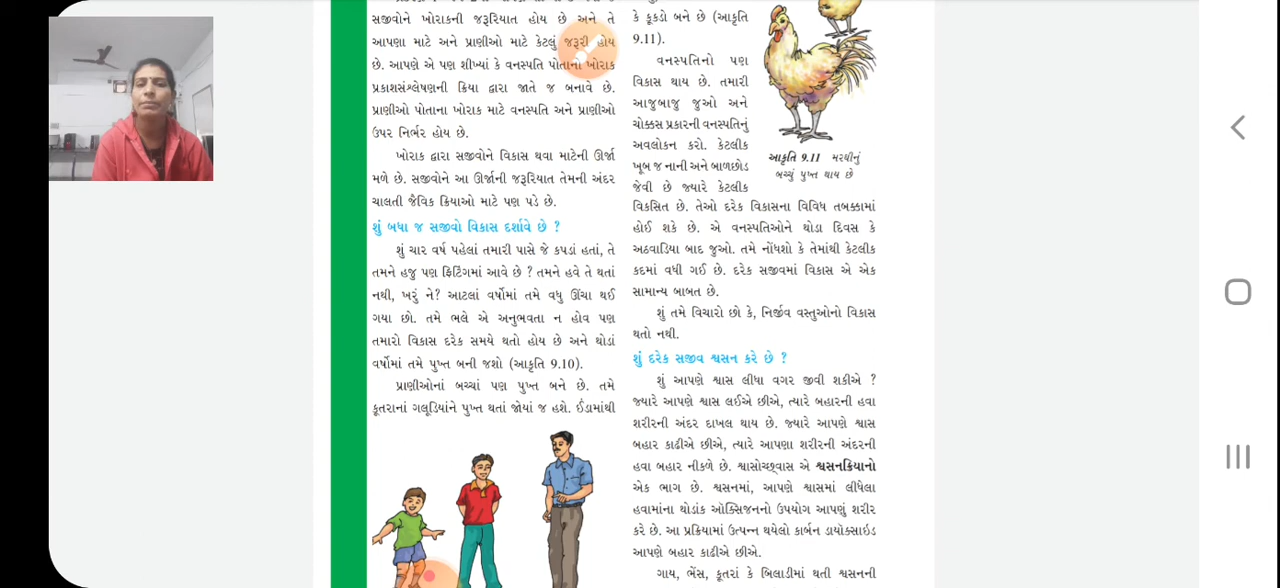 સજીવોને ખોરાકની જરૂરિયાત હોય છે અને તે
આપણા માટે અને પ્રાણીઓ માટે કેટલું જરૂરી હોય
છે. આપણે એ પણ શીખ્યાં કે વનસ્પતિ પોતાનો ખોરાક
પ્રકાશસંશ્લેષણની ક્રિયા દ્વારા જાતે જ બનાવે છે.
પ્રાણીઓ પોતાના ખોરાક માટે વનસ્પતિ અને પ્રાણીઓ
ઉપર નિર્ભર હોય છે.
ખોરાક દ્વારા સજીવોને વિકાસ થવા માટેની ઊર્જા
મળે છે. સજીવોને આ ઊર્જાની જરૂરિયાત તેમની અંદર
ચાલતી જૈવિક ક્રિયાઓ માટે પણ પડે છે.
શું બધા જ સજીવો વિકાસ દર્શાવે છે ?
શું ચાર વર્ષ પહેલાં તમારી પાસે જે કપડાં હતાં, તે
તમને હજુ પણ ફિટિંગમાં આવે છે ? તમને હવે તે થતાં
નથી, ખરું ને? આટલાં વર્ષોમાં તમે વધુ ઊંચા થઈ
ગયા છો. તમે ભલે એ અનુભવતા ન હોવ પણ
તમારો વિકાસ દરેક સમયે થતો હોય છે અને થોડાં
વર્ષોમાં તમે પુખ્ત બની જશો (આકૃતિ 9.10).
પ્રાણીઓનાં બચ્ચાં પણ પુખ્ત બને છે. તમે
કૂતરાનાં ગલૂડિયાંને પુખ્ત થતાં જોયાં જ હશે. ઈંડામાંથી
કે કૂકડો બને છે (આકૃતિ
9.11).
વનસ્પતિનો પણ
વિકાસ થાય છે. તમારી
આજુબાજુ જુઓ અને
ચોક્કસ પ્રકારની વનસ્પતિનું
અવલોકન કરો. કેટલીક
ખૂબ જ નાની અને બાળછોડ
જેવી છે જ્યારે કેટલીક
આકૃતિ 9.11 મરઘીનું
બચ્ચું પુખ્ત થાય છે
વિકસિત છે. તેઓ દરેક વિકાસના વિવિધ તબક્કામાં
હોઈ શકે છે. એ વનસ્પતિઓને થોડા દિવસ કે
અઠવાડિયા બાદ જુઓ. તમે નોંધશો કે તેમાંથી કેટલીક
કદમાં વધી ગઈ છે. દરેક સજીવમાં વિકાસ એ એક
સામાન્ય બાબત છે.
શું તમે વિચારો છો કે, નિર્જીવ વસ્તુઓનો વિકાસ
થતો નથી.
શું દરેક સજીવ શ્વસન કરે છે ?
શું આપણે શ્વાસ લીધા વગર જીવી શકીએ ?
જ્યારે આપણે શ્વાસ લઈએ છીએ, ત્યારે બહારની હવા
શરીરની અંદર દાખલ થાય છે. જ્યારે આપણે શ્વાસ
બહાર કાઢીએ છીએ, ત્યારે આપણા શરીરની અંદરની
હવા બહાર નીકળે છે. શ્વાસોચ્છ્વાસ એ શ્વસનક્રિયાનો
એક ભાગ છે. શ્વસનમાં, આપણે શ્વાસમાં લીધેલા
હવામાંના થોડાંક ઑક્સિજનનો ઉપયોગ આપણું શરીર
કરે છે. આ પ્રક્રિયામાં ઉત્પન્ન થયેલો કાર્બન ડાયૉક્સાઇડ
આપણે બહાર કાઢીએ છીએ.
ગાય, ભેંસ, કૂતરાં કે બિલાડીમાં થતી શ્વસનની